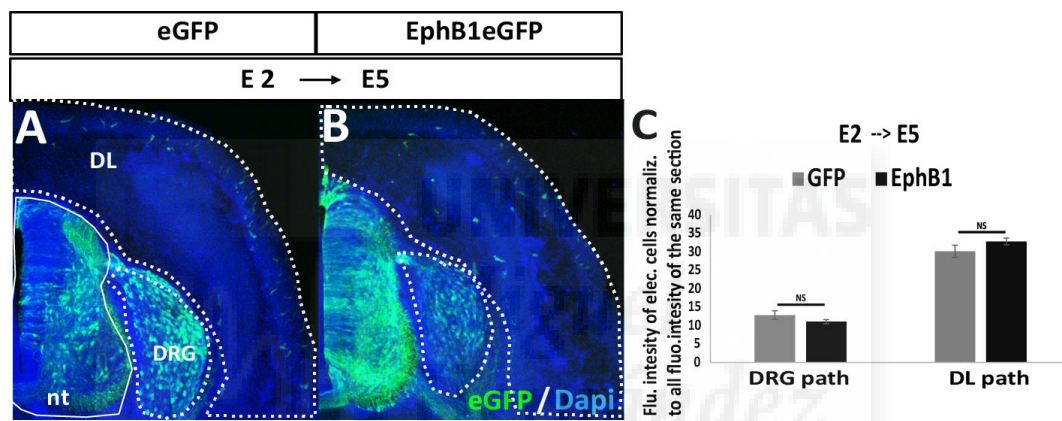 eGFP
EphB1eGFP
E 2 → E5
A
DL
DRG
nt
B
eGFP/Dapi
C
E2 --> E5
GFP
EphB1
Flu. intesity of elec. cells normaliz.
to all fluo.intesity of the same section
40
35
30
25
20
15
10
5
0
NS
NS
DRG path
DL path
UNIVERSITAS